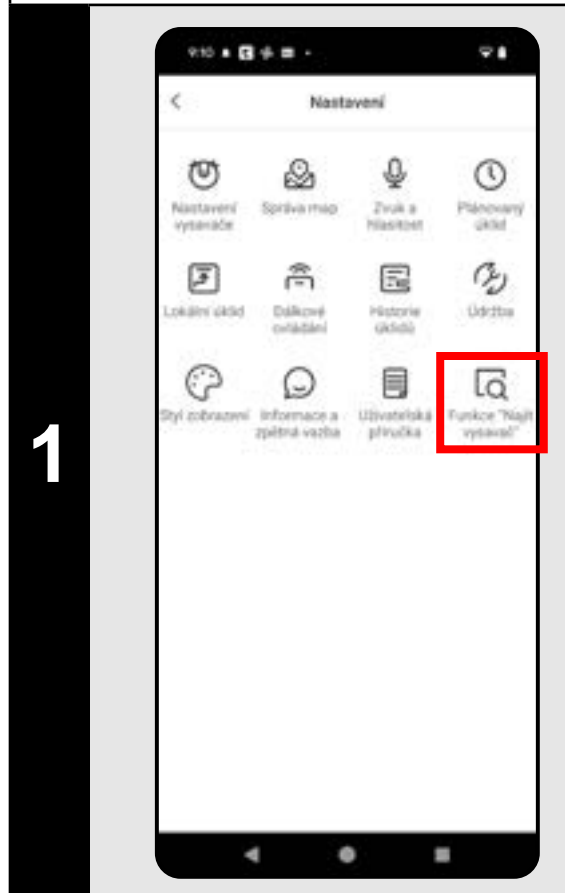 1
9:10
Nastavení
Nastavení
vysavače
Správa map
Zvuk a
hlasitost
Plánovaný
úklid
Lokální úklid
Dálkové
ovládání
Historie
úklidů
Údržba
Styl zobrazení
Informace a
zpětná vazba
Uživatelská
příručka
Funkce "Najít
vysavač"